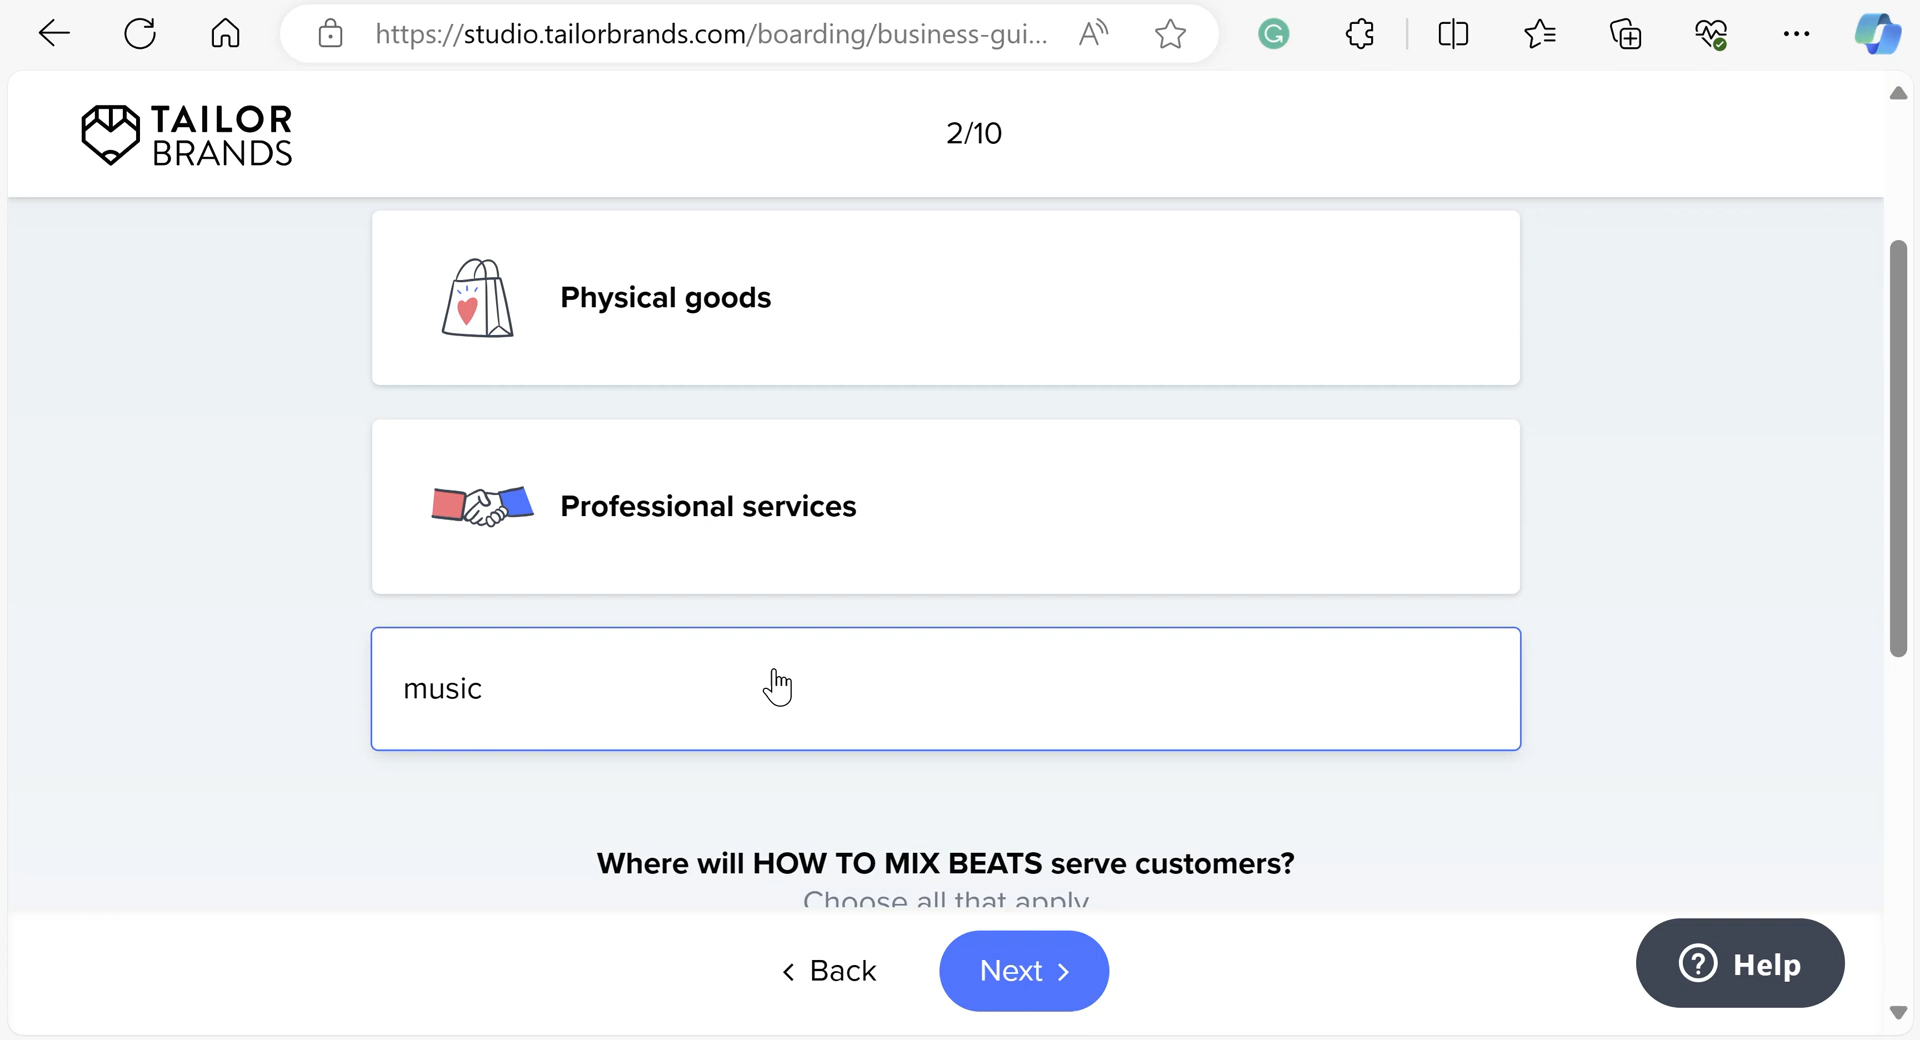 https://studio.tailorbrands.com/boarding/business-gui...
TAILOR
BRANDS
2/10
Physical goods
Professional services
music
Where will HOW TO MIX BEATS serve customers?
Choose all that apply
Back
Next
Help